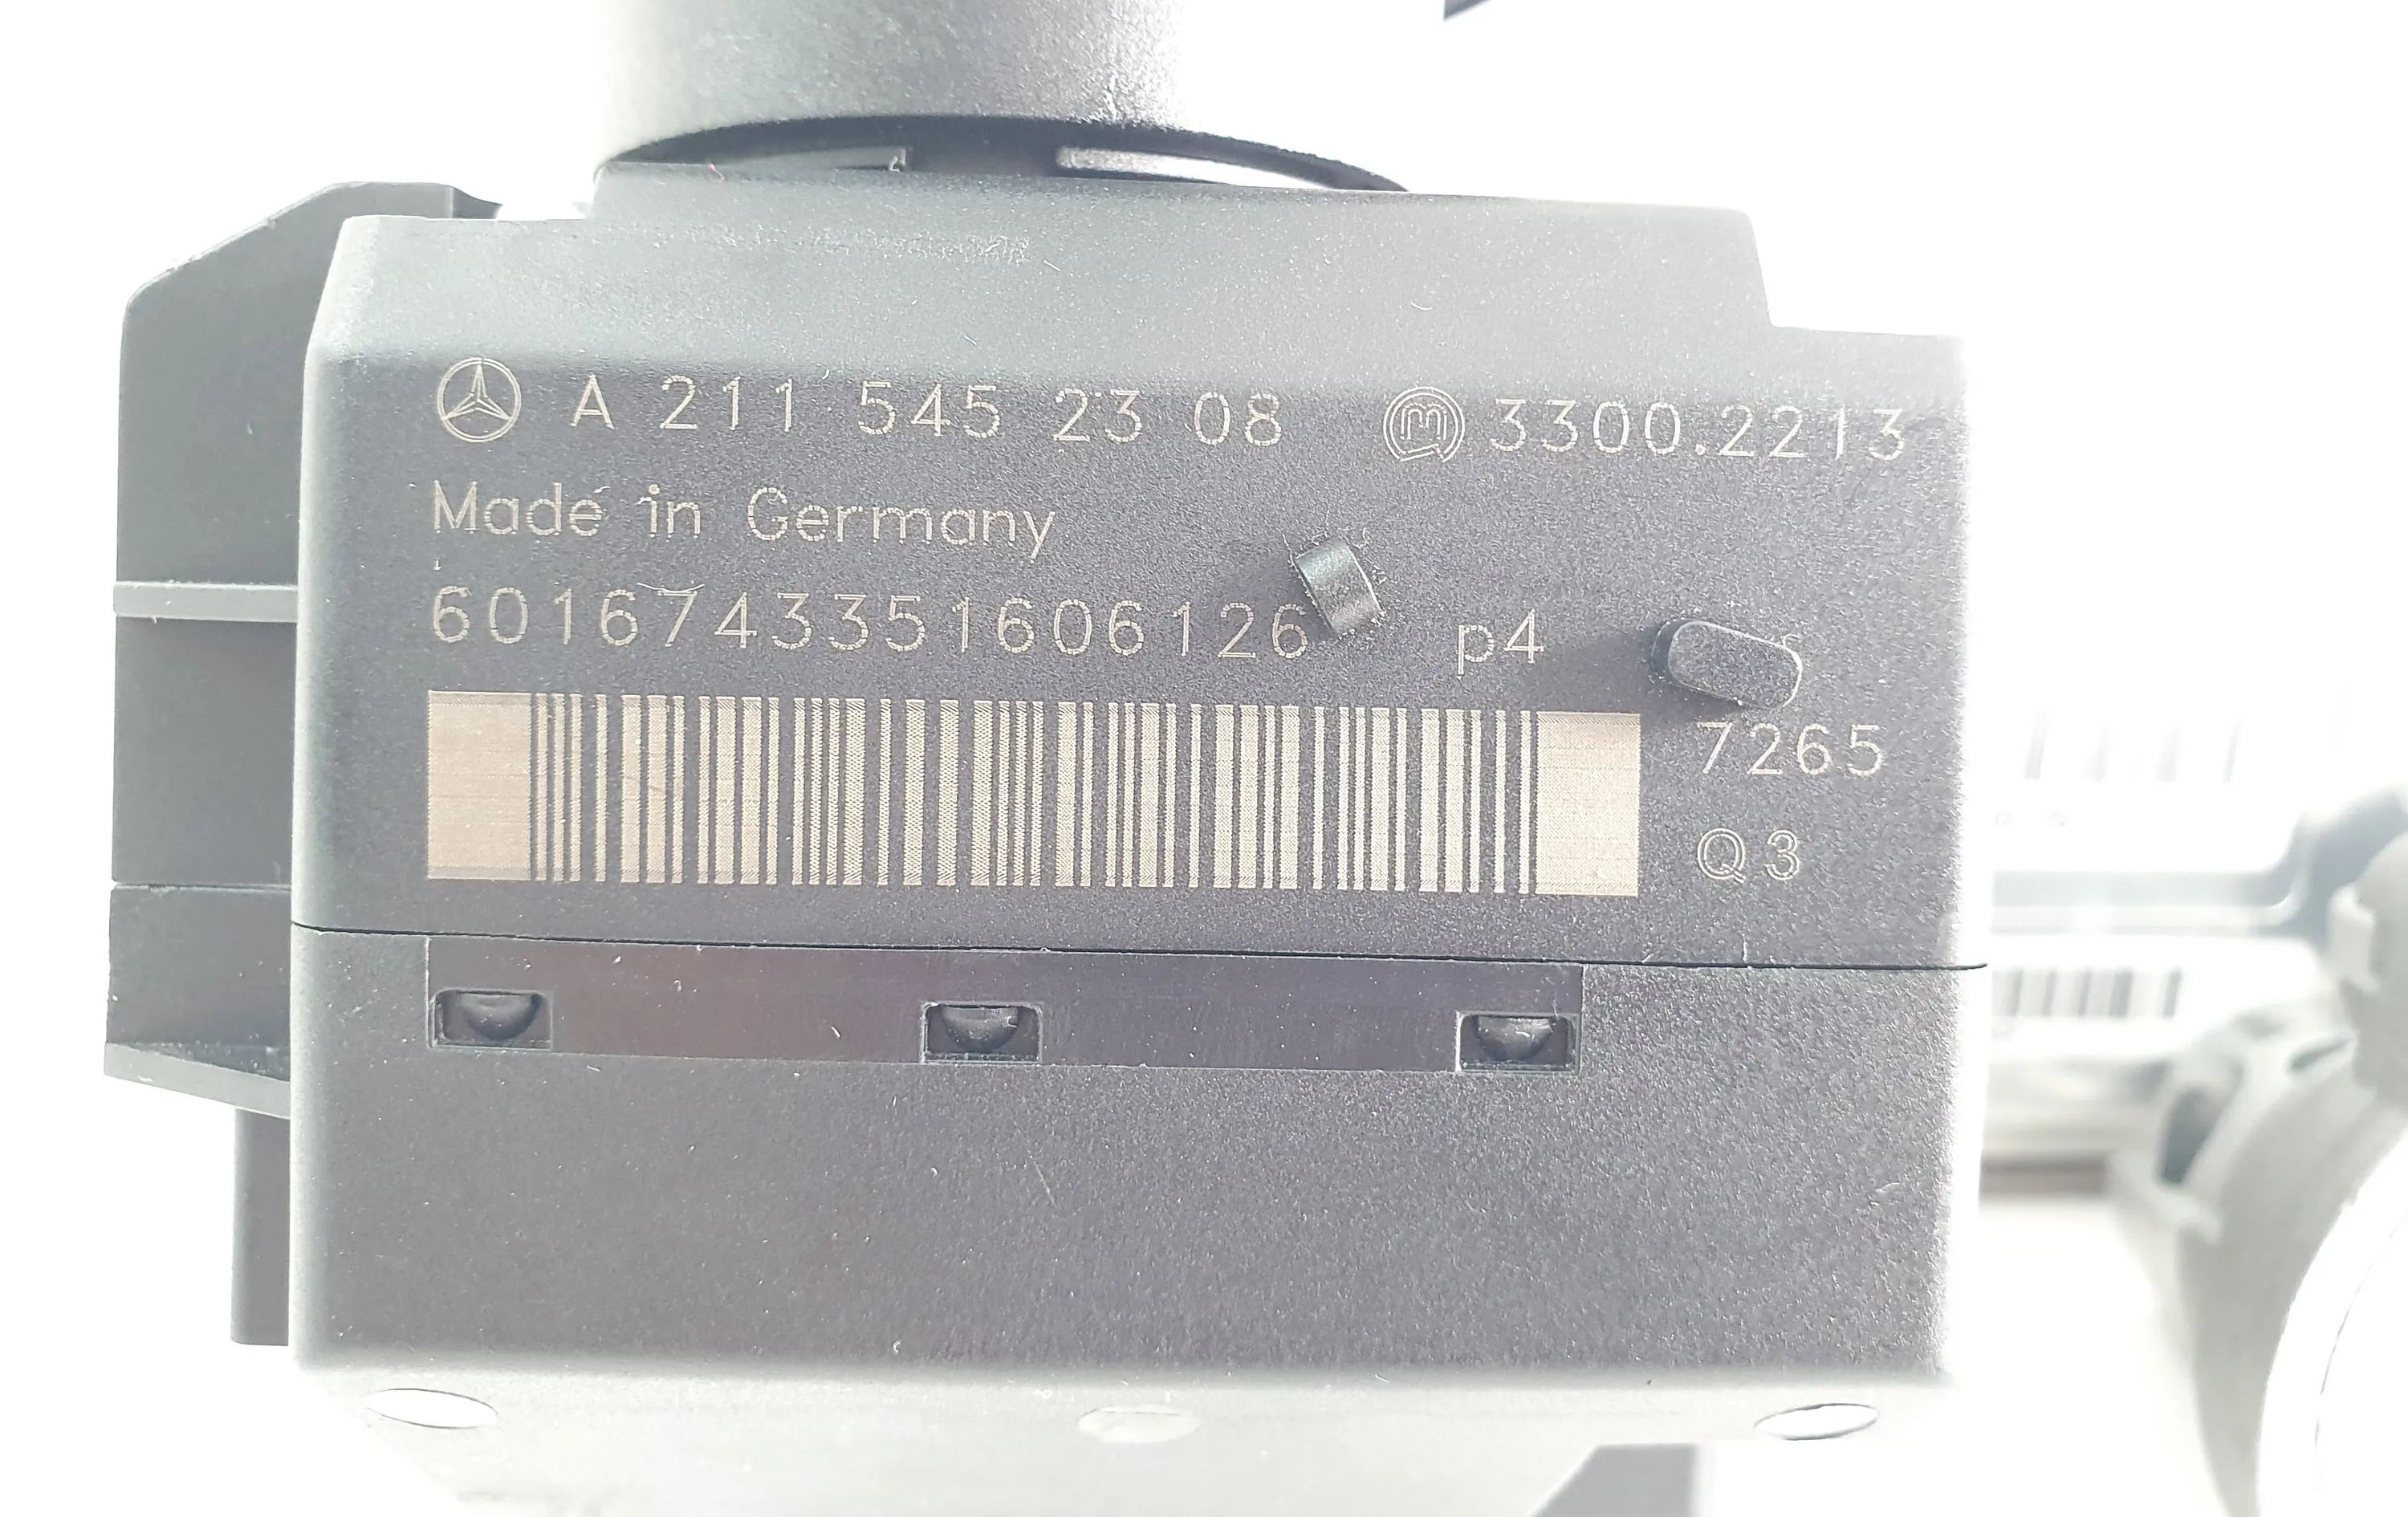 A 211 545 23 08 3300.2213
Made in Germany
6016743351606126 p4
7265
Q3